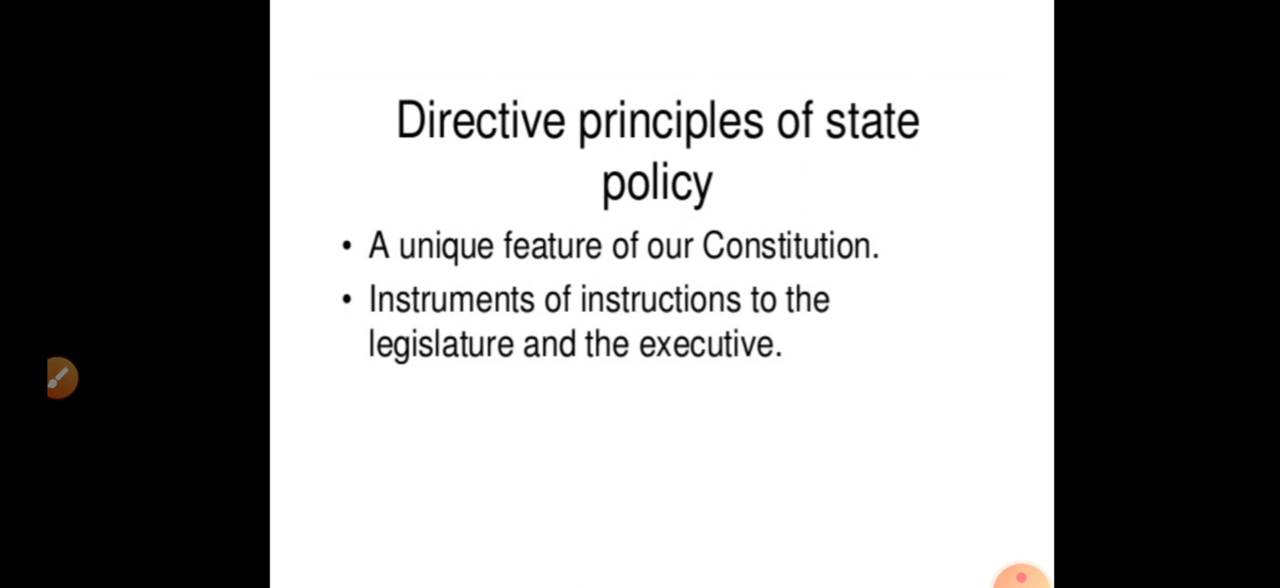 Directive principles of state
policy
• A unique feature of our Constitution.
• Instruments of instructions to the
legislature and the executive.